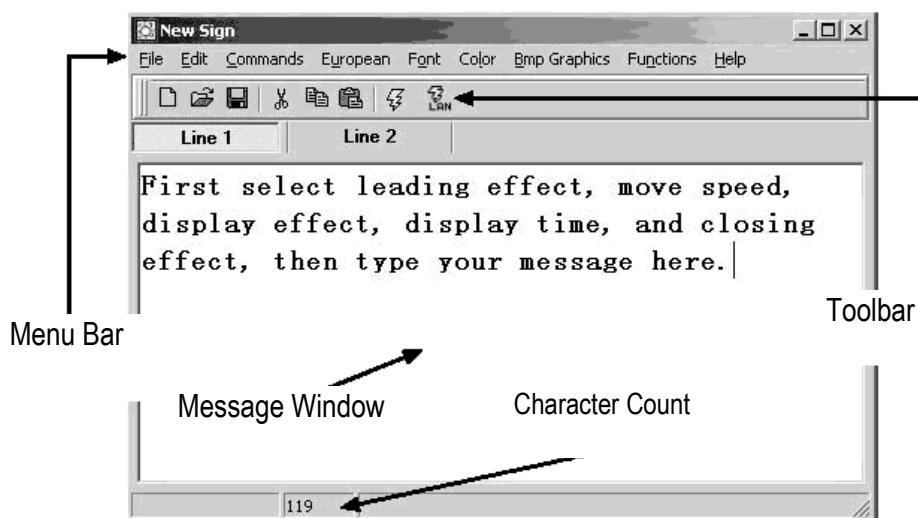 New Sign
File Edit Commands European Font Color Bmp Graphics Functions Help
LAN
Line 1 Line 2
First select leading effect, move speed,
display effect, display time, and closing
effect, then type your message here.
Toolbar
Menu Bar
Message Window
Character Count
119